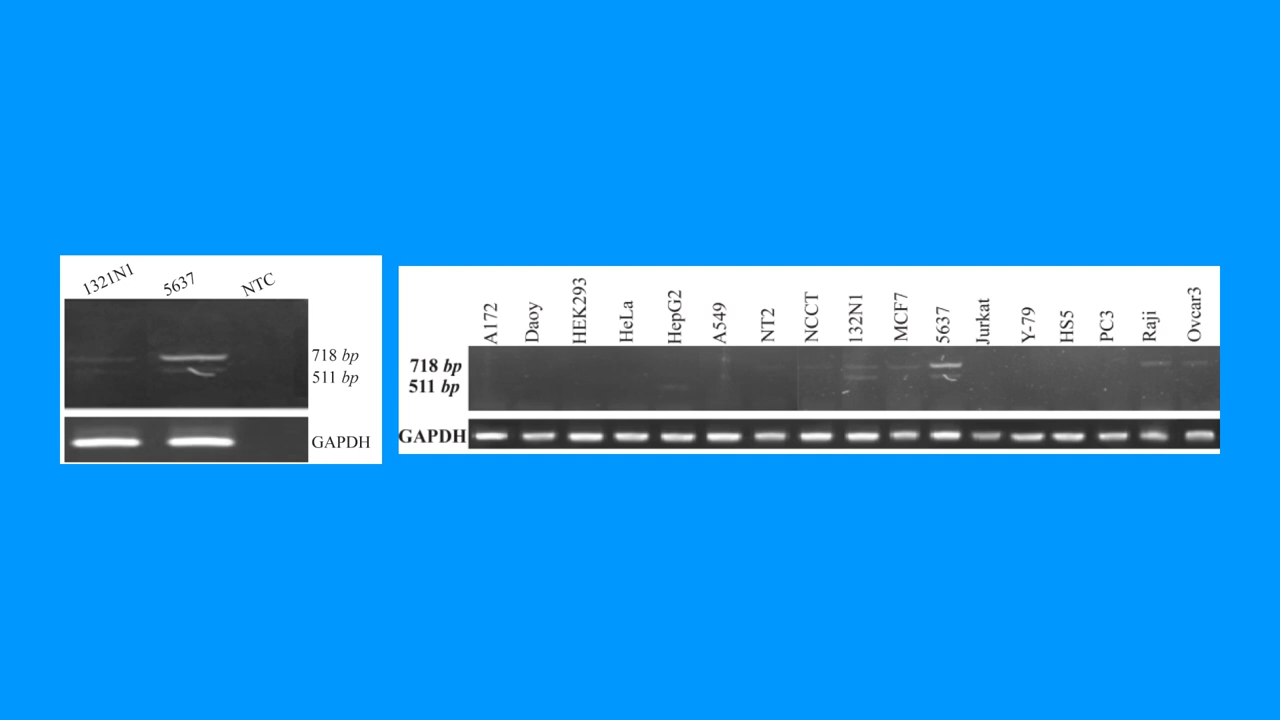 1321N1 5637 NTC
718 bp
511 bp
GAPDH
A172 Daoy HEK293 HeLa HepG2 A549 NT2 NCCT 132N1 MCF7 5637 Jurkat Y-79 HS5 PC3 Raji Ovcar3
718 bp
511 bp
GAPDH